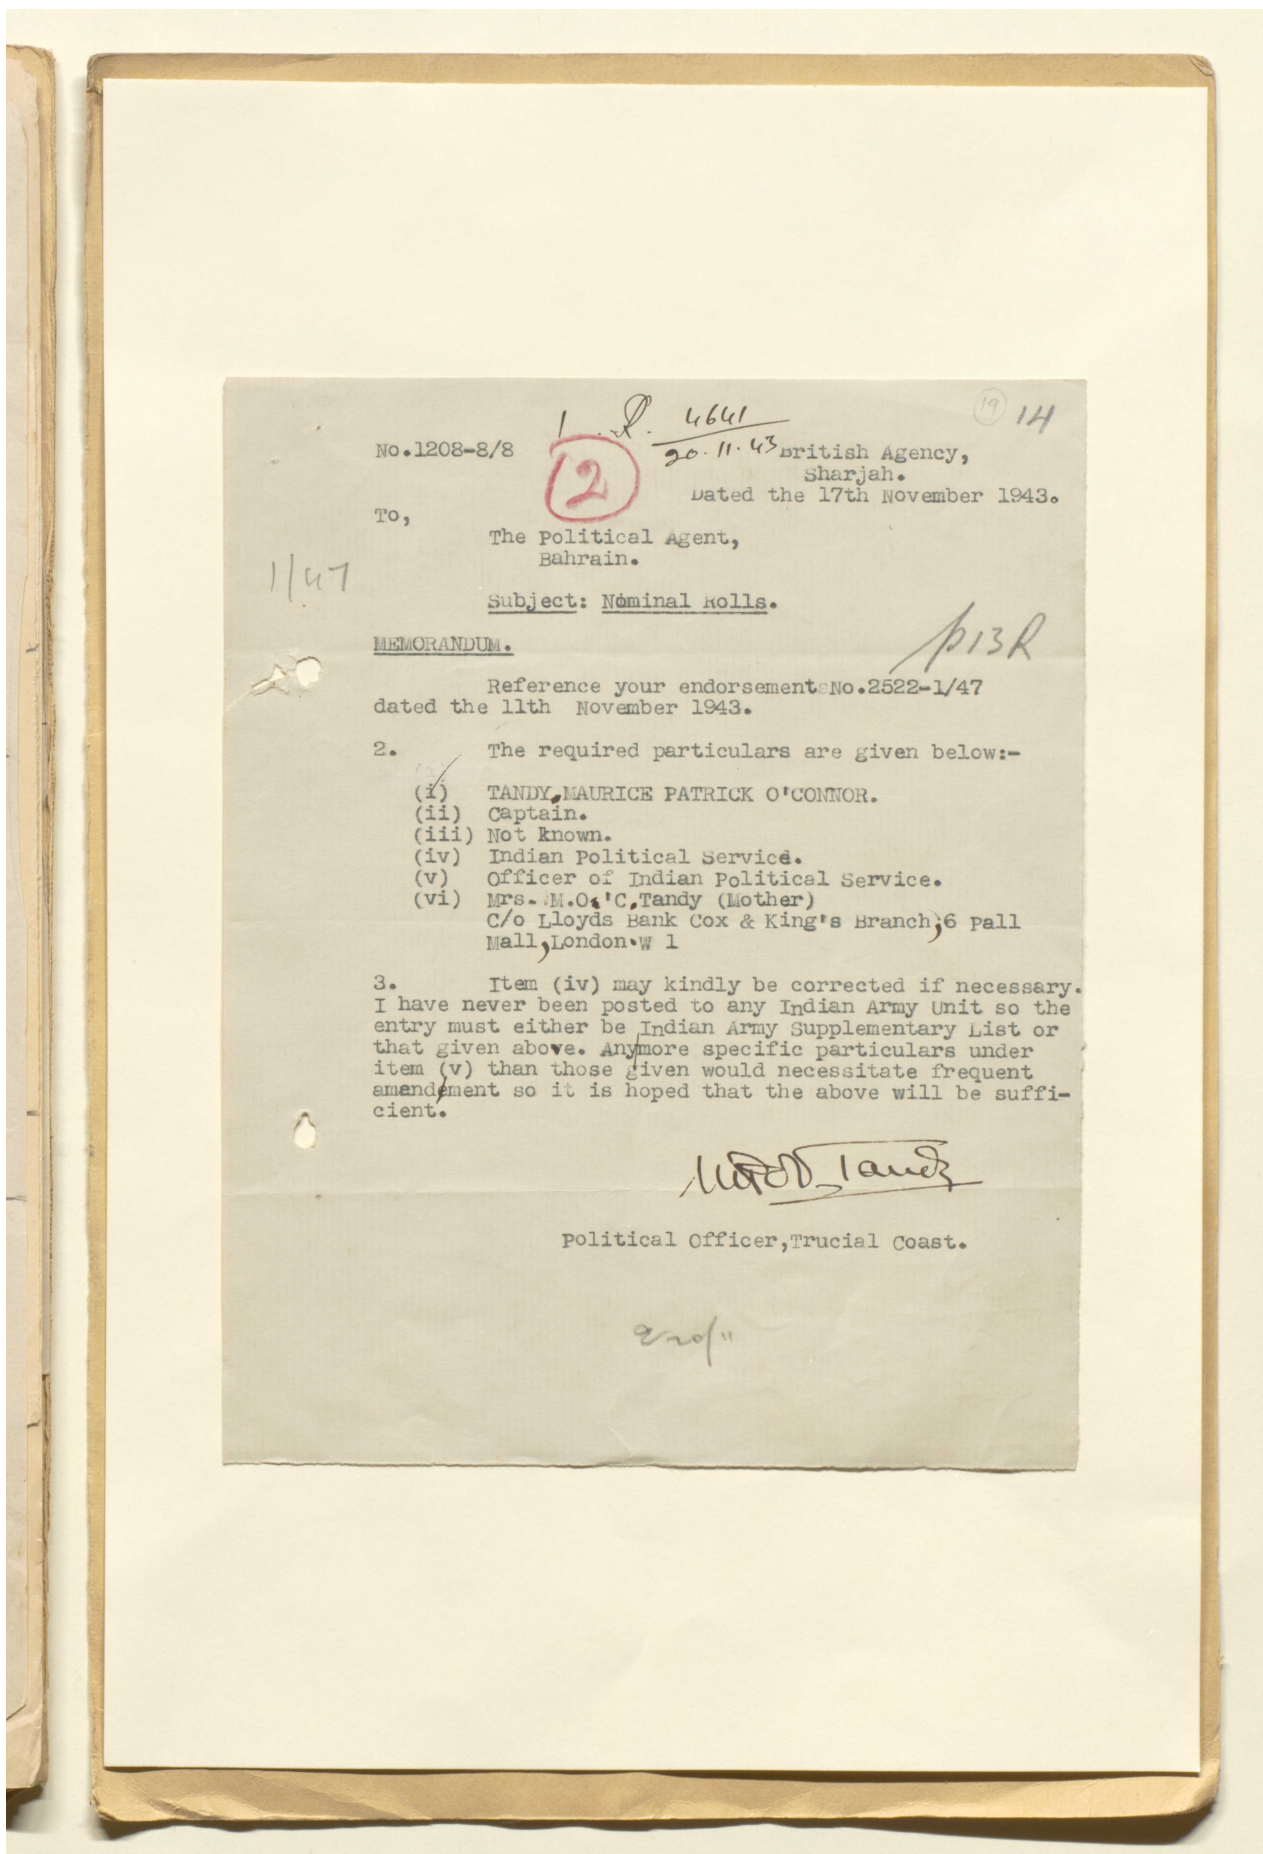 19 14
4641
No.1208-8/8 20.11.43 British Agency,
2 Sharjah.
Dated the 17th November 1943.
To,
The Political Agent,
Bahrain.
1/47
Subject: Nominal Rolls.
p13R
MEMORANDUM.
Reference your endorsement No.2522-1/47
dated the 11th November 1943.
2. The required particulars are given below:-
(i) TANDY,MAURICE PATRICK O'CONNOR.
(ii) Captain.
(iii) Not known.
(iv) Indian Political Service.
(v) Officer of Indian Political Service.
(vi) Mrs. M.O'C.Tandy (Mother)
C/o Lloyds Bank Cox & King's Branch,6 Pall
Mall,London.W 1
3. Item (iv) may kindly be corrected if necessary.
I have never been posted to any Indian Army Unit so the
entry must either be Indian Army Supplementary List or
that given above. Any more specific particulars under
item (v) than those given would necessitate frequent
amendment so it is hoped that the above will be suffi-
cient.
Tandy
Political Officer,Trucial Coast.